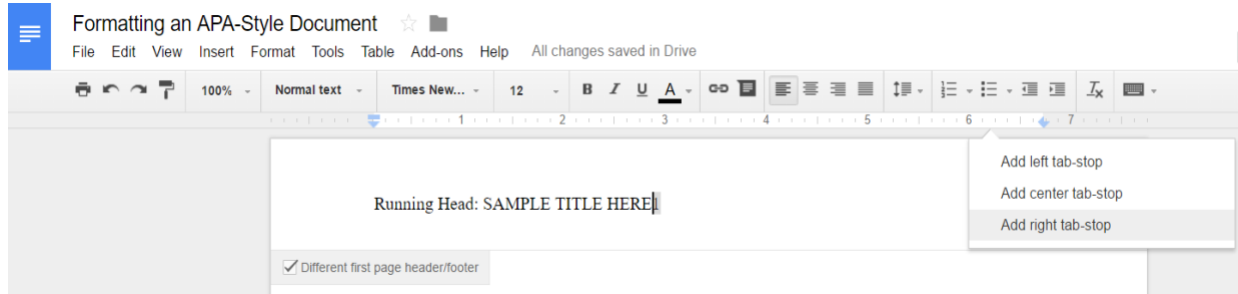 Formatting an APA-Style Document
File Edit View Insert Format Tools Table Add-ons Help All changes saved in Drive
100% Normal text Times New... 12 B I U A
1 2 3 4 5 6 7
Add left tab-stop
Add center tab-stop
Running Head: SAMPLE TITLE HERE1
Add right tab-stop
Different first page header/footer